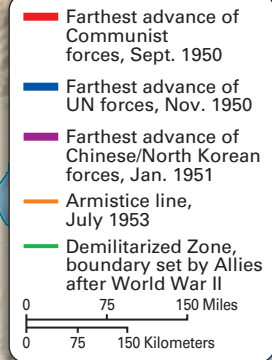 Farthest advance of
Communist
forces, Sept. 1950
Farthest advance of
UN forces, Nov. 1950
Farthest advance of
Chinese/North Korean
forces, Jan. 1951
Armistice line,
July 1953
Demilitarized Zone,
boundary set by Allies
after World War II
0 75 150 Miles
0 75 150 Kilometers